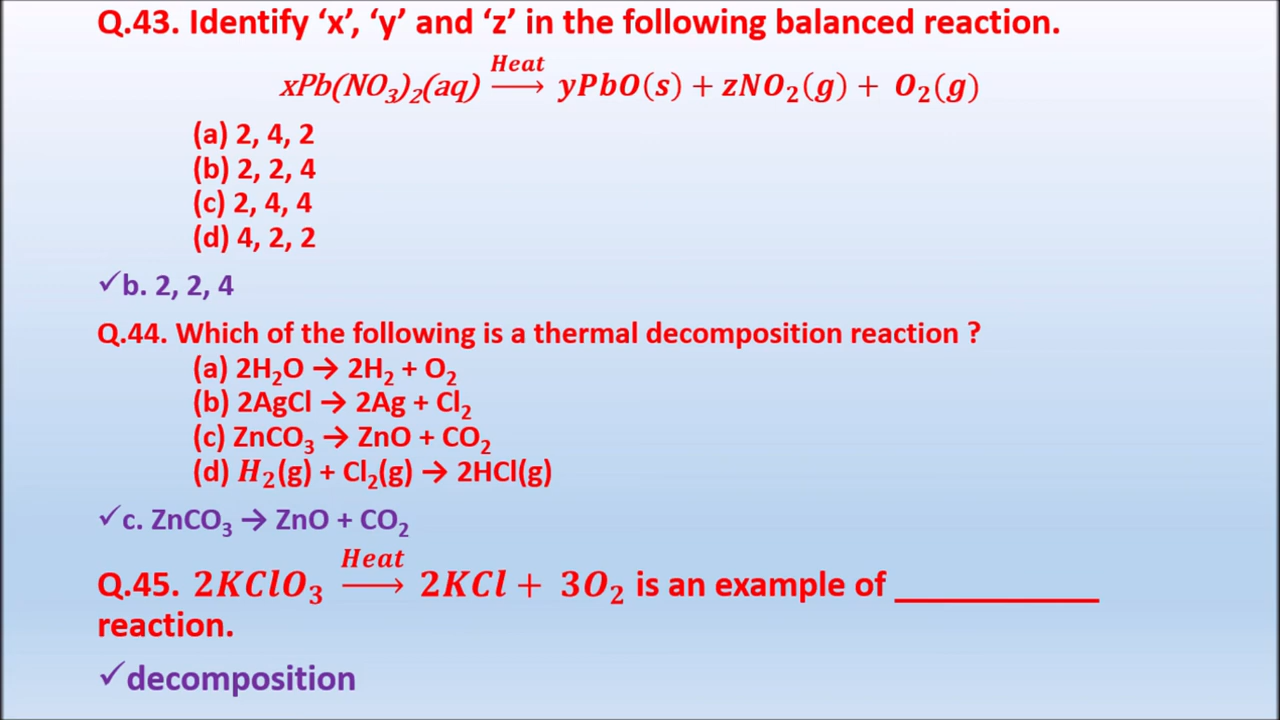 Q.43. Identify ‘x’, ‘y’ and ‘z’ in the following balanced reaction.
Heat
xPb(NO₃)₂(aq) ⟶ yPbO(s) + zNO₂(g) + O₂(g)
(a) 2, 4, 2
(b) 2, 2, 4
(c) 2, 4, 4
(d) 4, 2, 2
✓b. 2, 2, 4
Q.44. Which of the following is a thermal decomposition reaction ?
(a) 2H₂O → 2H₂ + O₂
(b) 2AgCl → 2Ag + Cl₂
(c) ZnCO₃ → ZnO + CO₂
(d) H₂(g) + Cl₂(g) → 2HCl(g)
✓c. ZnCO₃ → ZnO + CO₂
Heat
Q.45. 2KClO₃ ⟶ 2KCl + 3O₂ is an example of ____________
reaction.
✓decomposition